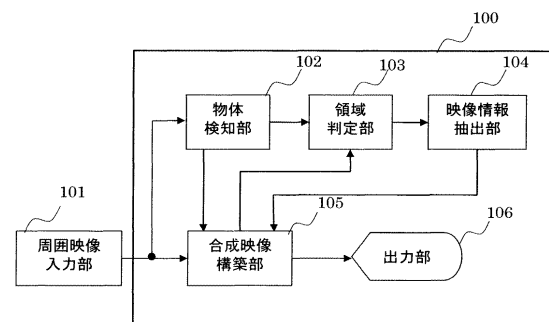 100
102
103
104
物体
検知部
領域
判定部
映像情報
抽出部
101
105
106
周囲映像
入力部
合成映像
構築部
出力部